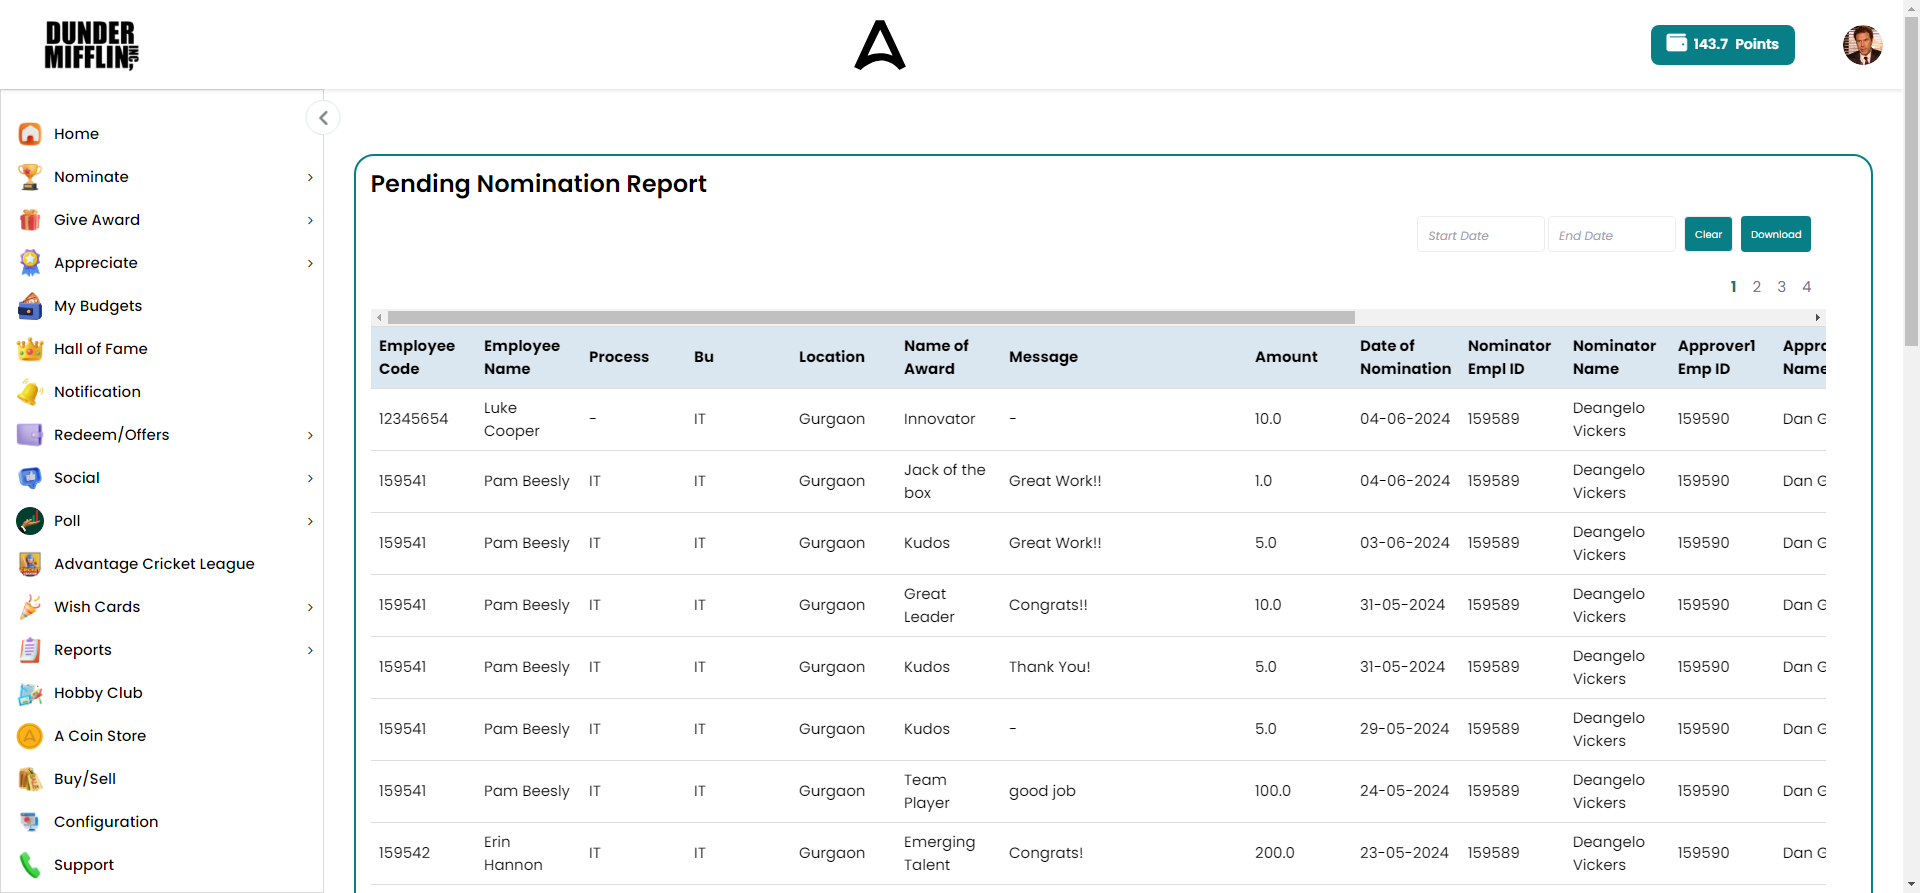 DUNDER
MIFFLIN INC,
143.7 Points
Home
Nominate
Give Award
Appreciate
My Budgets
Hall of Fame
Notification
Redeem/Offers
Social
Poll
Advantage Cricket League
Wish Cards
Reports
Hobby Club
A Coin Store
Buy/Sell
Configuration
Support
Pending Nomination Report
Start Date End Date Clear Download
1 2 3 4
Employee Code Employee Name Process Bu Location Name of Award Message Amount Date of Nomination Nominator Empl ID Nominator Name Approver1 Emp ID Appro Name
12345654 Luke Cooper - IT Gurgaon Innovator - 10.0 04-06-2024 159589 Deangelo Vickers 159590 Dan G
159541 Pam Beesly IT IT Gurgaon Jack of the box Great Work!! 1.0 04-06-2024 159589 Deangelo Vickers 159590 Dan G
159541 Pam Beesly IT IT Gurgaon Kudos Great Work!! 5.0 03-06-2024 159589 Deangelo Vickers 159590 Dan G
159541 Pam Beesly IT IT Gurgaon Great Leader Congrats!! 10.0 31-05-2024 159589 Deangelo Vickers 159590 Dan G
159541 Pam Beesly IT IT Gurgaon Kudos Thank You! 5.0 31-05-2024 159589 Deangelo Vickers 159590 Dan G
159541 Pam Beesly IT IT Gurgaon Kudos - 5.0 29-05-2024 159589 Deangelo Vickers 159590 Dan G
159541 Pam Beesly IT IT Gurgaon Team Player good job 100.0 24-05-2024 159589 Deangelo Vickers 159590 Dan G
159542 Erin Hannon IT IT Gurgaon Emerging Talent Congrats! 200.0 23-05-2024 159589 Deangelo Vickers 159590 Dan G